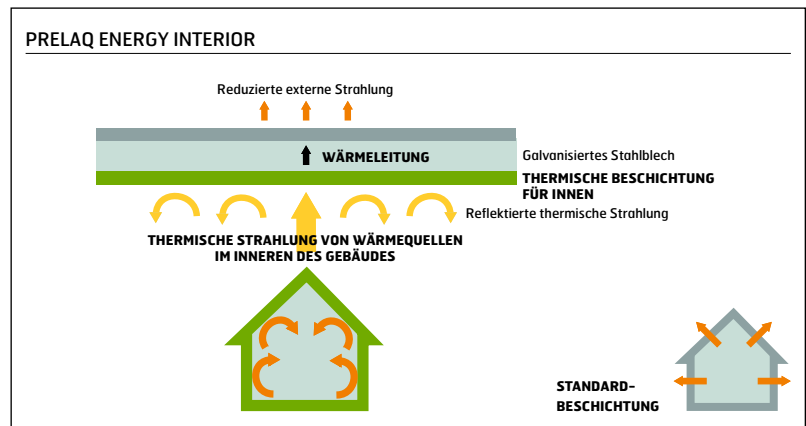 PRELAQ ENERGY INTERIOR
Reduzierte externe Strahlung
WÄRMELEITUNG
Galvanisiertes Stahlblech
THERMISCHE BESCHICHTUNG
FÜR INNEN
Reflektierte thermische Strahlung
THERMISCHE STRAHLUNG VON WÄRMEQUELLEN
IM INNEREN DES GEBÄUDES
STANDARD-
BESCHICHTUNG